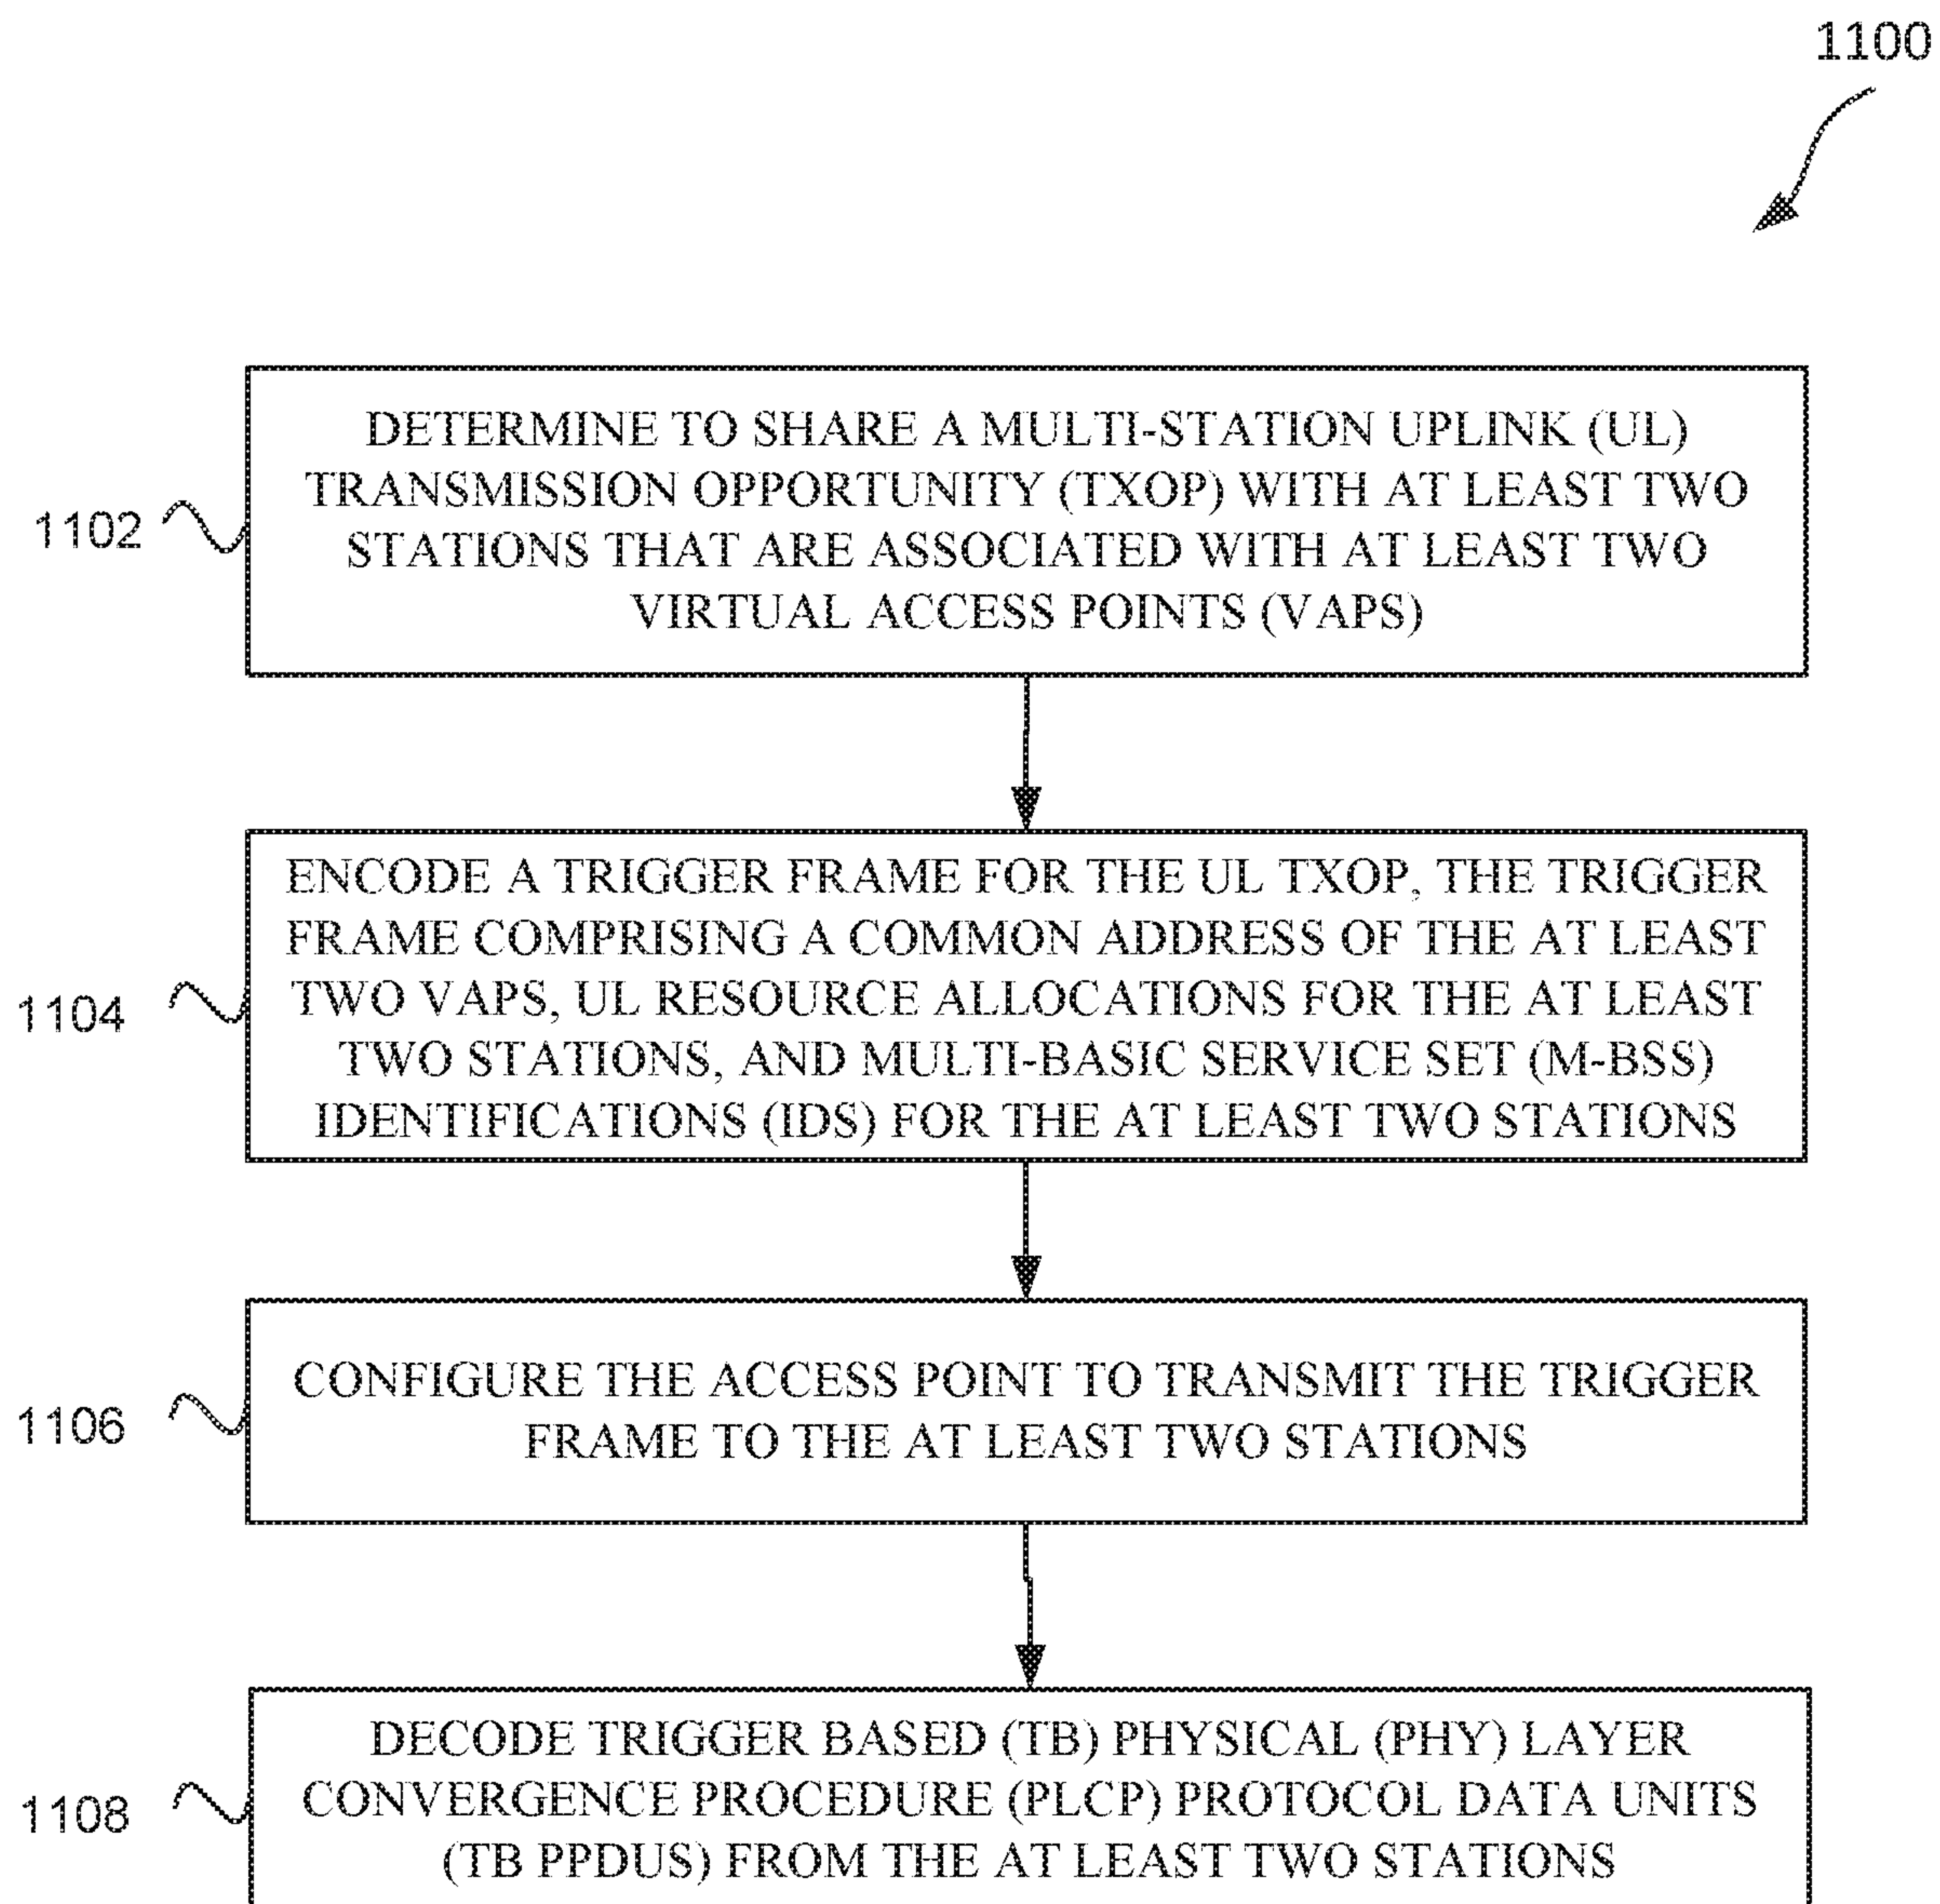 1100
1102
DETERMINE TO SHARE A MULTI-STATION UPLINK (UL)
TRANSMISSION OPPORTUNITY (TXOP) WITH AT LEAST TWO
STATIONS THAT ARE ASSOCIATED WITH AT LEAST TWO
VIRTUAL ACCESS POINTS (VAPS)
1104
ENCODE A TRIGGER FRAME FOR THE UL TXOP, THE TRIGGER
FRAME COMPRISING A COMMON ADDRESS OF THE AT LEAST
TWO VAPS, UL RESOURCE ALLOCATIONS FOR THE AT LEAST
TWO STATIONS, AND MULTI-BASIC SERVICE SET (M-BSS)
IDENTIFICATIONS (IDS) FOR THE AT LEAST TWO STATIONS
1106
CONFIGURE THE ACCESS POINT TO TRANSMIT THE TRIGGER
FRAME TO THE AT LEAST TWO STATIONS
1108
DECODE TRIGGER BASED (TB) PHYSICAL (PHY) LAYER
CONVERGENCE PROCEDURE (PLCP) PROTOCOL DATA UNITS
(TB PPDUS) FROM THE AT LEAST TWO STATIONS